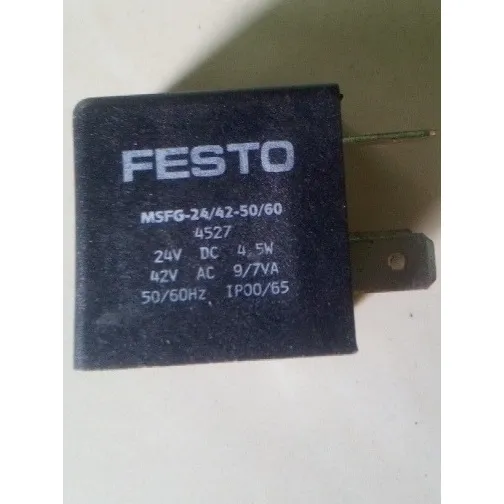 FESTO
MSFG-24/42-50/60
4527
24V DC 4,5W
42V AC 9/7VA
50/60Hz IP00/65